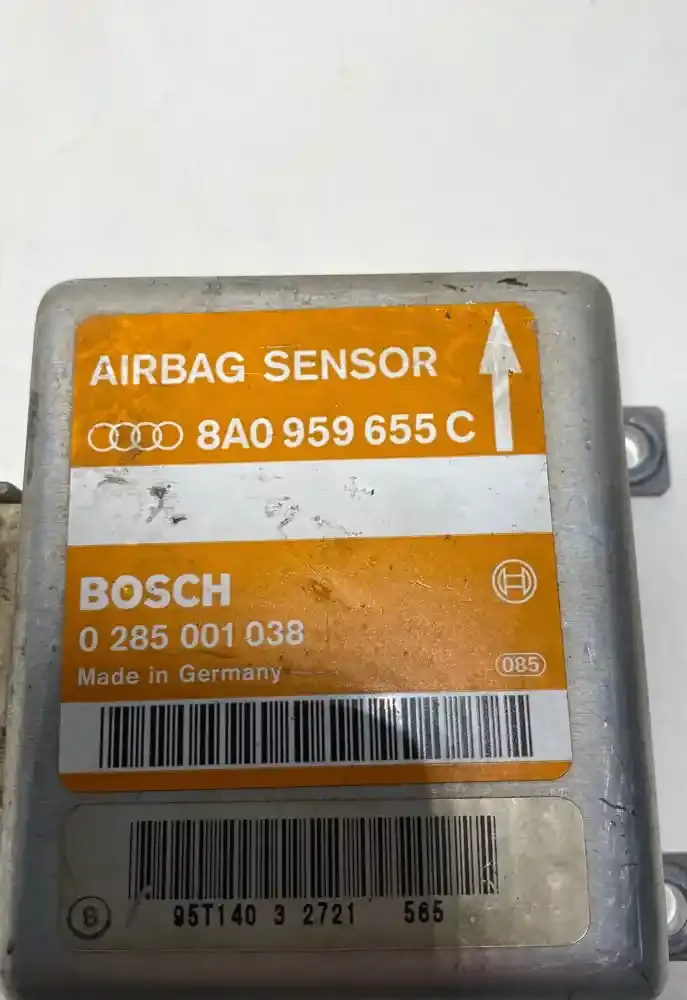 AIRBAG SENSOR
8A0 959 655 C
BOSCH
0 285 001 038
Made in Germany
085
8
95T140 3 2721 565